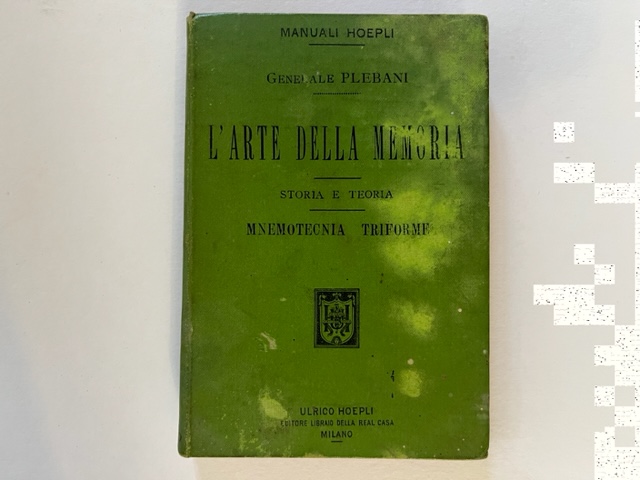 MANUALI HOEPLI
GENERALE PLEBANI
L'ARTE DELLA MEMORIA
STORIA E TEORIA
MNEMOTECNIA TRIFORME
ULRICO HOEPLI
EDITORE LIBRAIO DELLA REAL CASA
MILANO